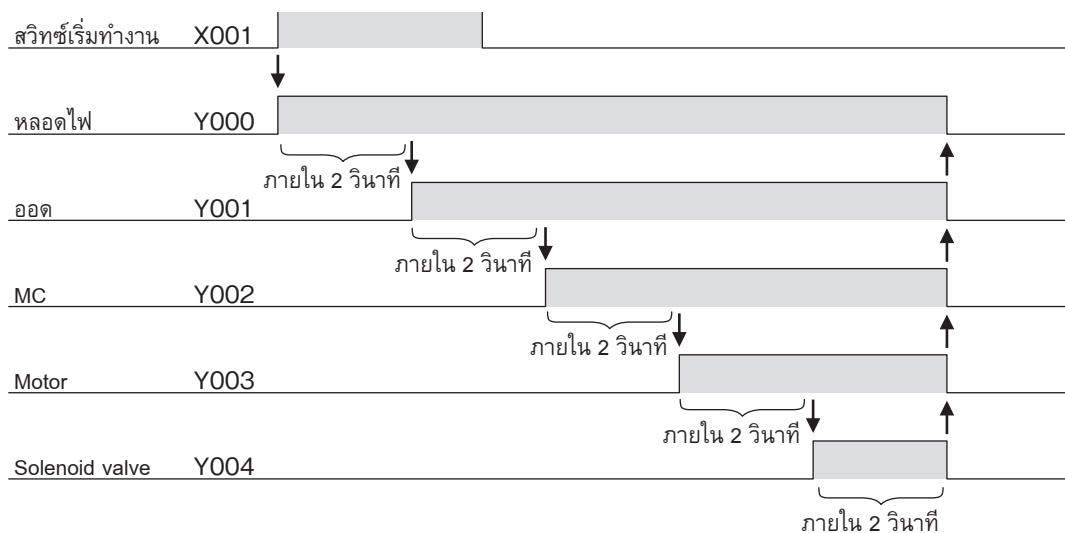 สวิทซ์เริ่มทำงาน X001
หลอดไฟ Y000
ภายใน 2 วินาที
ออด Y001
ภายใน 2 วินาที
MC Y002
ภายใน 2 วินาที
Motor Y003
ภายใน 2 วินาที
Solenoid valve Y004
ภายใน 2 วินาที